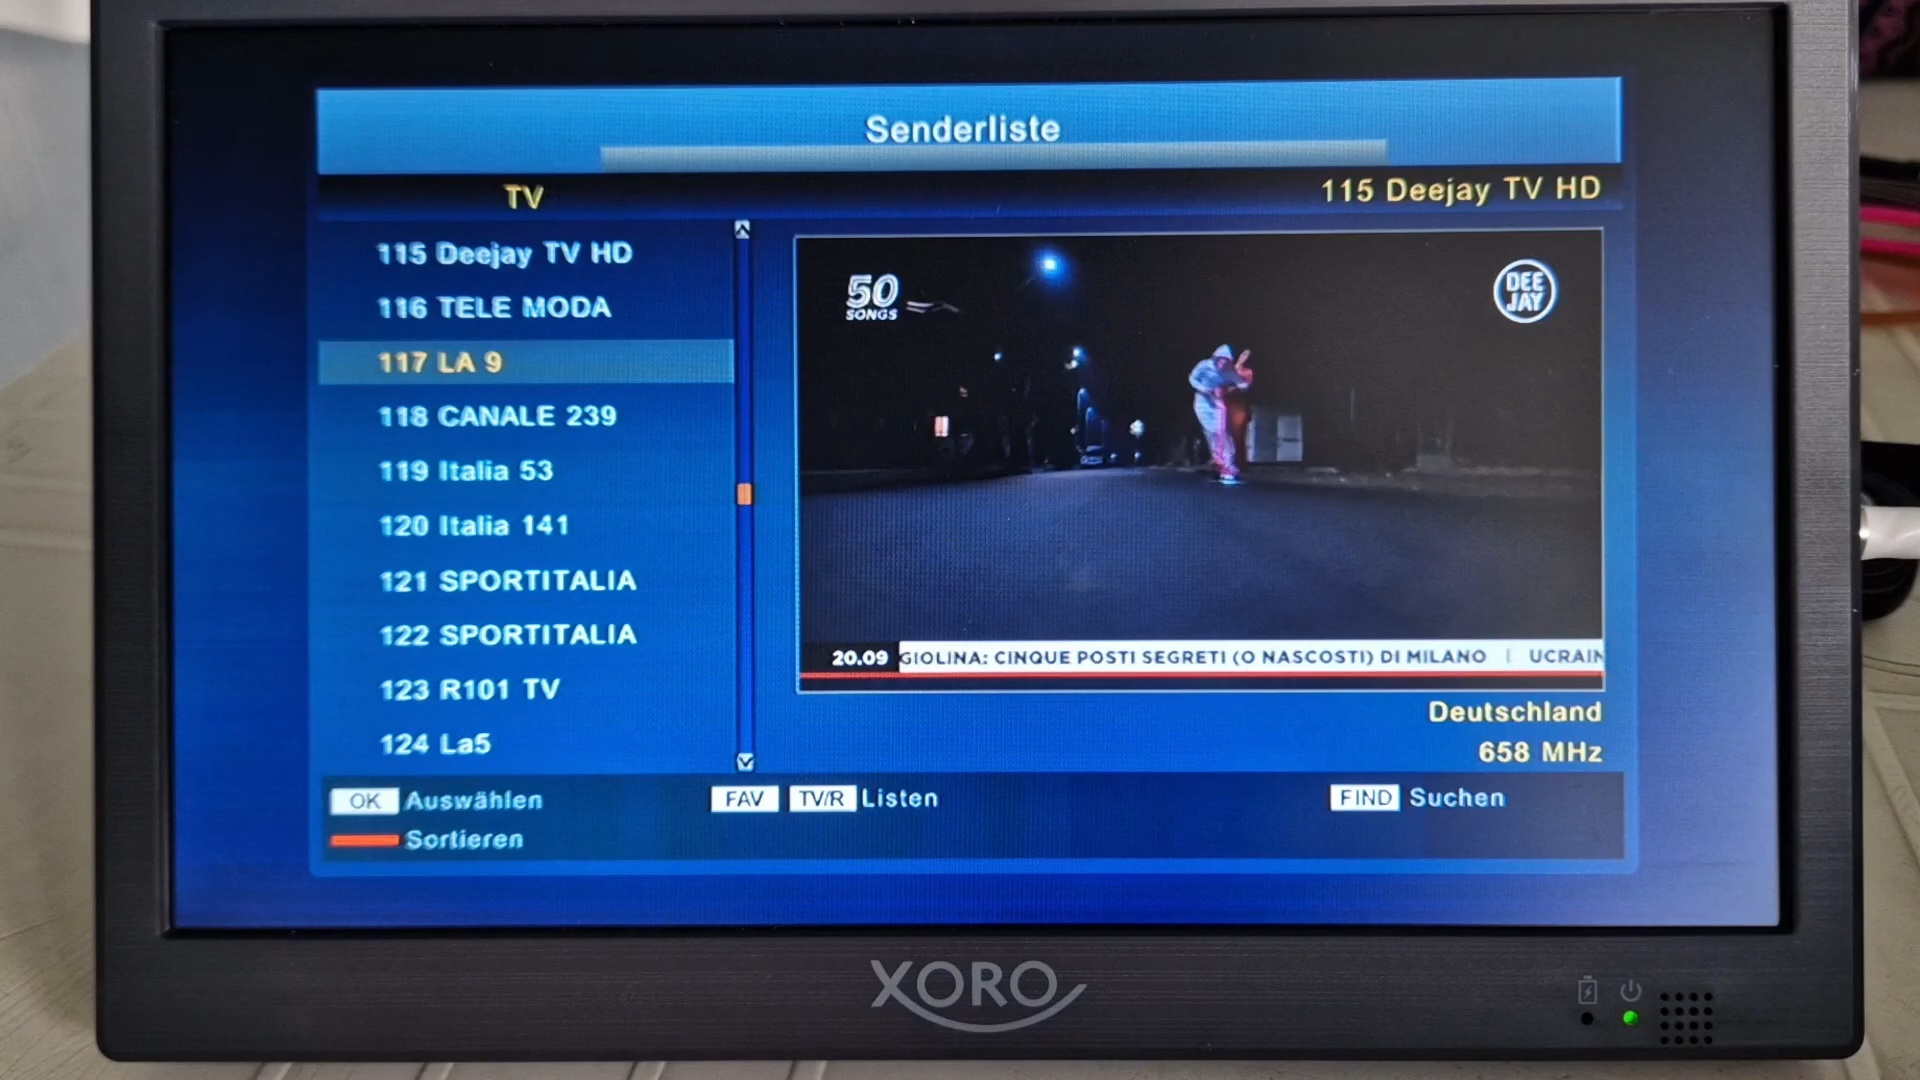 Senderliste
TV
115 Deejay TV HD
115 Deejay TV HD
116 TELE MODA
117 LA 9
118 CANALE 239
119 Italia 53
120 Italia 141
121 SPORTITALIA
122 SPORTITALIA
123 R101 TV
124 La5
50
SONGS
DEE
JAY
20.09 GIOLINA: CINQUE POSTI SEGRETI (O NASCOSTI) DI MILANO | UCRAIN
Deutschland
658 MHz
OK Auswählen FAV TV/R Listen FIND Suchen
Sortieren
XORO